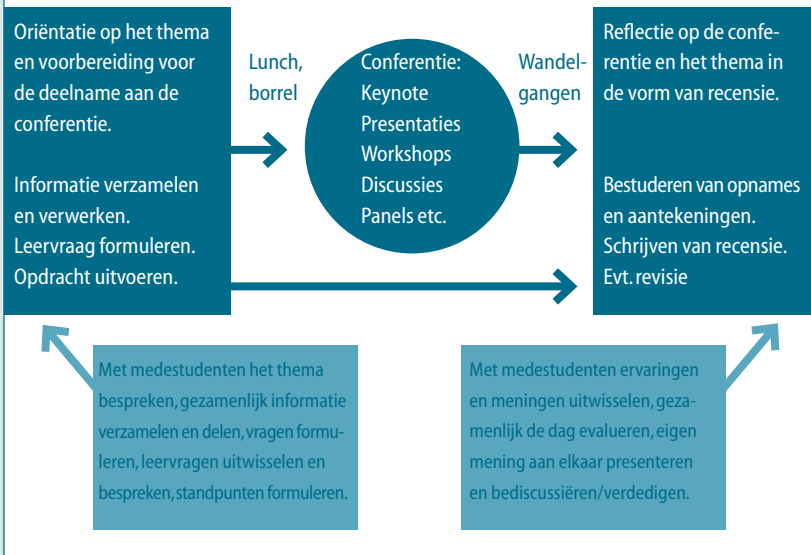 Oriëntatie op het thema
en voorbereiding voor
de deelname aan de
conferentie.
Informatie verzamelen
en verwerken.
Leervraag formuleren.
Opdracht uitvoeren.
Lunch,
borrel
Conferentie:
Keynote
Presentaties
Workshops
Discussies
Panels etc.
Wandel-
gangen
Reflectie op de confe-
rentie en het thema in
de vorm van recensie.
Bestuderen van opnames
en aantekeningen.
Schrijven van recensie.
Evt. revisie
Met medestudenten het thema
bespreken, gezamenlijk informatie
verzamelen en delen, vragen formu-
leren, leervragen uitwisselen en
bespreken, standpunten formuleren.
Met medestudenten ervaringen
en meningen uitwisselen, geza-
menlijk de dag evalueren, eigen
mening aan elkaar presenteren
en bediscussiëren/verdedigen.